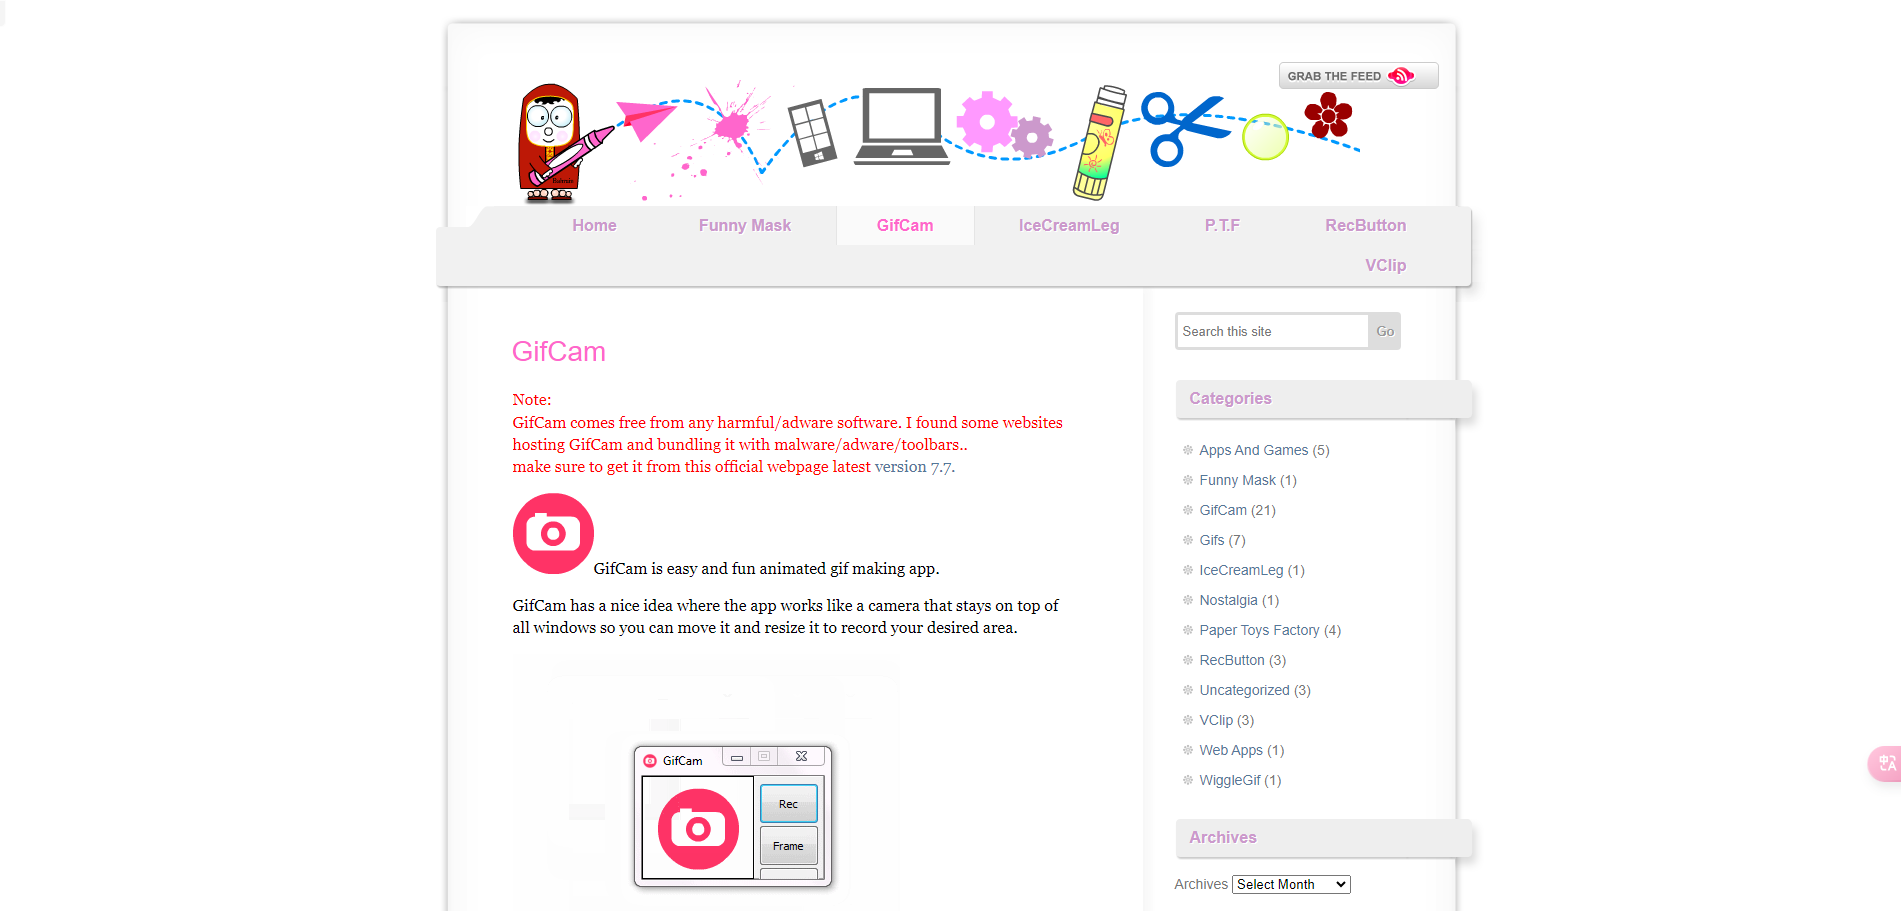 GRAB THE FEED
Home
Funny Mask
GifCam
IceCreamLeg
P.T.F
RecButton
VClip
GifCam
Note:
GifCam comes free from any harmful/adware software. I found some websites
hosting GifCam and bundling it with malware/adware/toolbars..
make sure to get it from this official webpage latest version 7.7.
GifCam is easy and fun animated gif making app.
GifCam has a nice idea where the app works like a camera that stays on top of
all windows so you can move it and resize it to record your desired area.
GifCam
Rec
Frame
Search this site
Go
Categories
Apps And Games (5)
Funny Mask (1)
GifCam (21)
Gifs (7)
IceCreamLeg (1)
Nostalgia (1)
Paper Toys Factory (4)
RecButton (3)
Uncategorized (3)
VClip (3)
Web Apps (1)
WiggleGif (1)
Archives
Archives Select Month